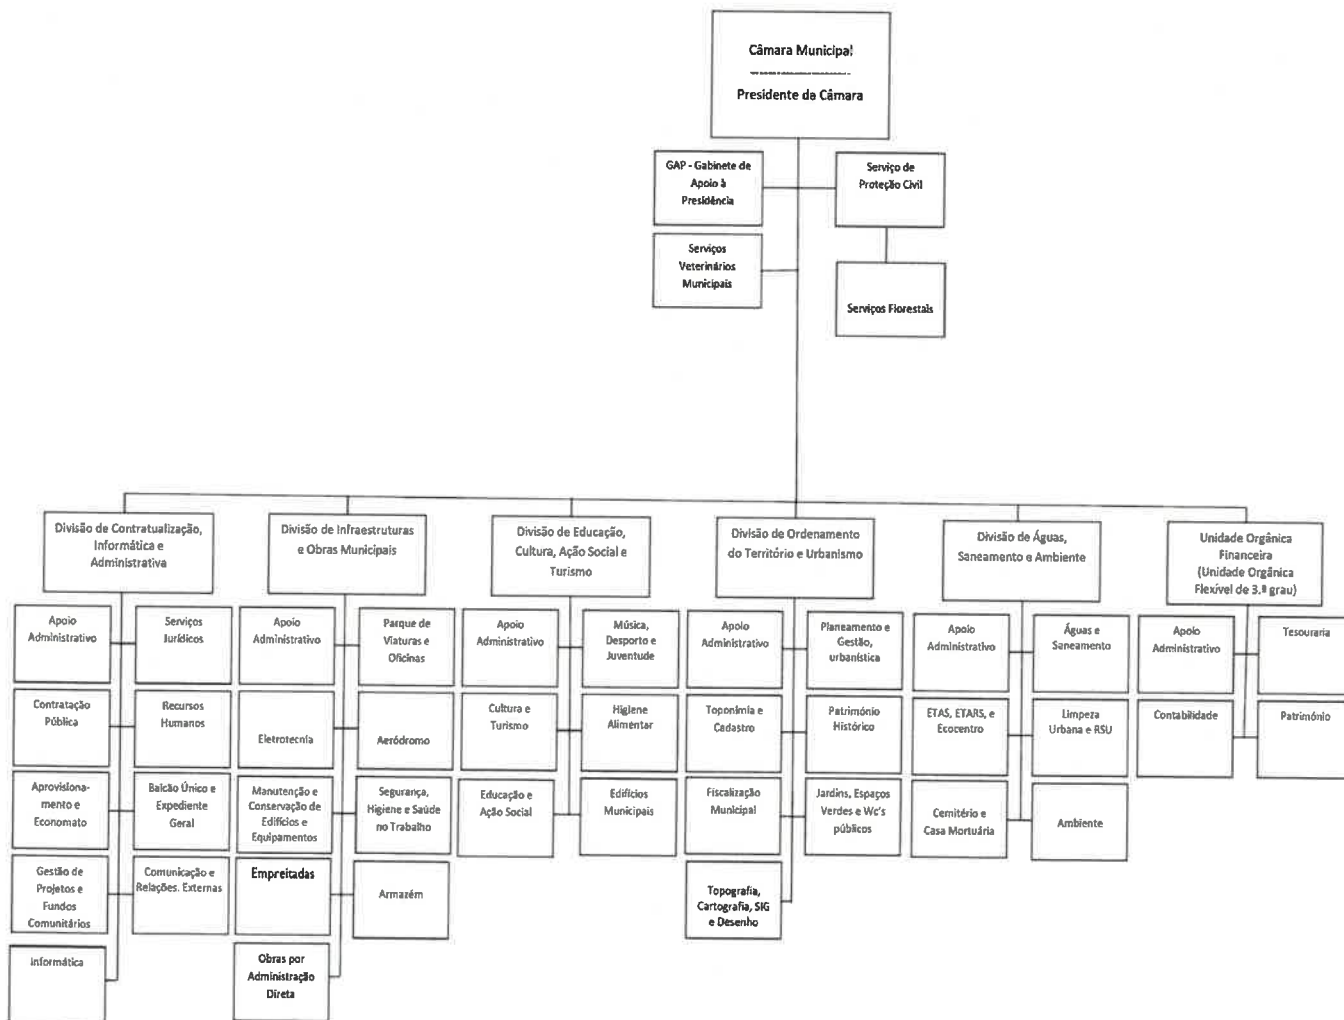 Câmara Municipal
Presidente da Câmara
GAP - Gabinete de
Apoio à
Presidência
Serviço de
Proteção Civil
Serviços
Veterinários
Municipais
Serviços Florestais
Divisão de Contratualização,
Informática e
Administrativa
Divisão de Infraestruturas
e Obras Municipais
Divisão de Educação,
Cultura, Ação Social e
Turismo
Divisão de Ordenamento
do Território e Urbanismo
Divisão de Águas,
Saneamento e Ambiente
Unidade Orgânica
Financeira
(Unidade Orgânica
Flexível de 3.º grau)
Apoio
Administrativo
Serviços
Jurídicos
Contratação
Pública
Recursos
Humanos
Aprovisiona-
mento e
Economato
Balcão Único e
Expediente
Geral
Gestão de
Projetos e
Fundos
Comunitários
Comunicação e
Relações. Externas
Informática
Apoio
Administrativo
Parque de
Viaturas e
Oficinas
Eletrotecnia
Aeródromo
Manutenção e
Conservação de
Edifícios e
Equipamentos
Segurança,
Higiene e Saúde
no Trabalho
Empreitadas
Armazém
Obras por
Administração
Direta
Apoio
Administrativo
Música,
Desporto e
Juventude
Cultura e
Turismo
Higiene
Alimentar
Educação e
Ação Social
Edifícios
Municipais
Apoio
Administrativo
Planeamento e
Gestão,
urbanística
Toponímia e
Cadastro
Património
Histórico
Fiscalização
Municipal
Jardins, Espaços
Verdes e Wc's
públicos
Topografia,
Cartografia, SIG
e Desenho
Apoio
Administrativo
Águas e
Saneamento
ETAS, ETARS, e
Ecocentro
Limpeza
Urbana e RSU
Cemitério e
Casa Mortuária
Ambiente
Apoio
Administrativo
Tesouraria
Contabilidade
Património